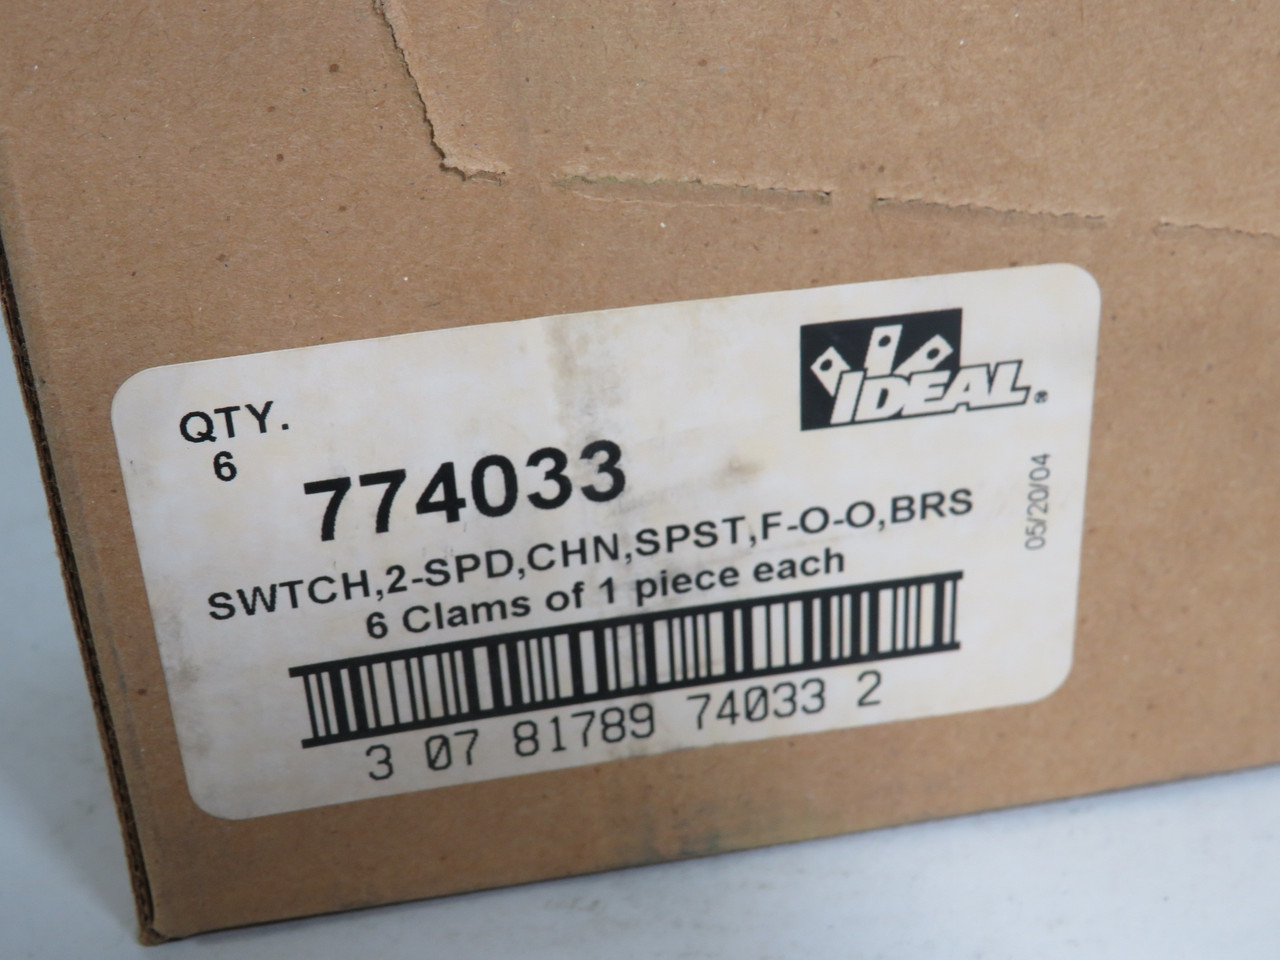 QTY.
6
774033
IDEAL®
05/20/04
SWTCH,2-SPD,CHN,SPST,F-O-O,BRS
6 Clams of 1 piece each
3 07 81789 74033 2